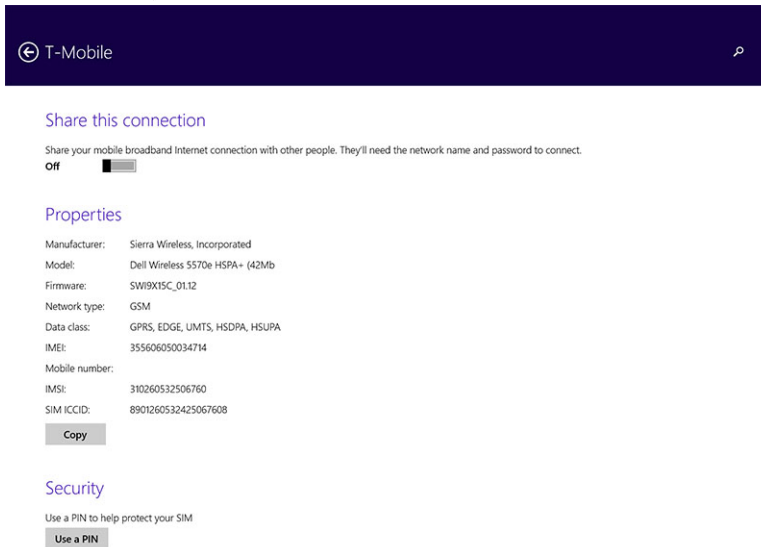 T-Mobile
Share this connection
Share your mobile broadband Internet connection with other people. They'll need the network name and password to connect.
Off
Properties
Manufacturer: Sierra Wireless, Incorporated
Model: Dell Wireless 5570e HSPA+ (42Mb
Firmware: SWI9X15C_01.12
Network type: GSM
Data class: GPRS, EDGE, UMTS, HSDPA, HSUPA
IMEI: 355606050034714
Mobile number:
IMSI: 310260532506760
SIM ICCID: 8901260532425067608
Copy
Security
Use a PIN to help protect your SIM
Use a PIN